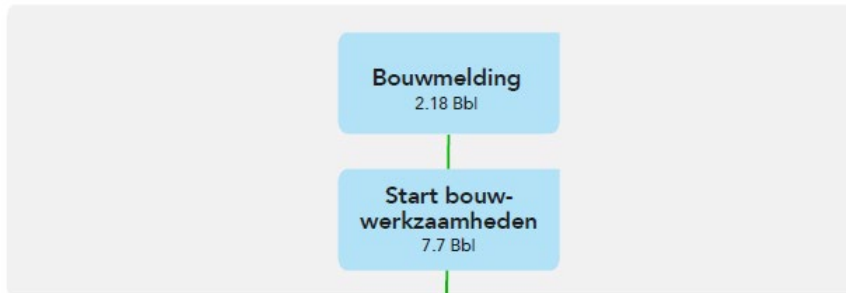 Bouwmelding
2.18 Bbl
Start bouw-
werkzaamheden
7.7 Bbl